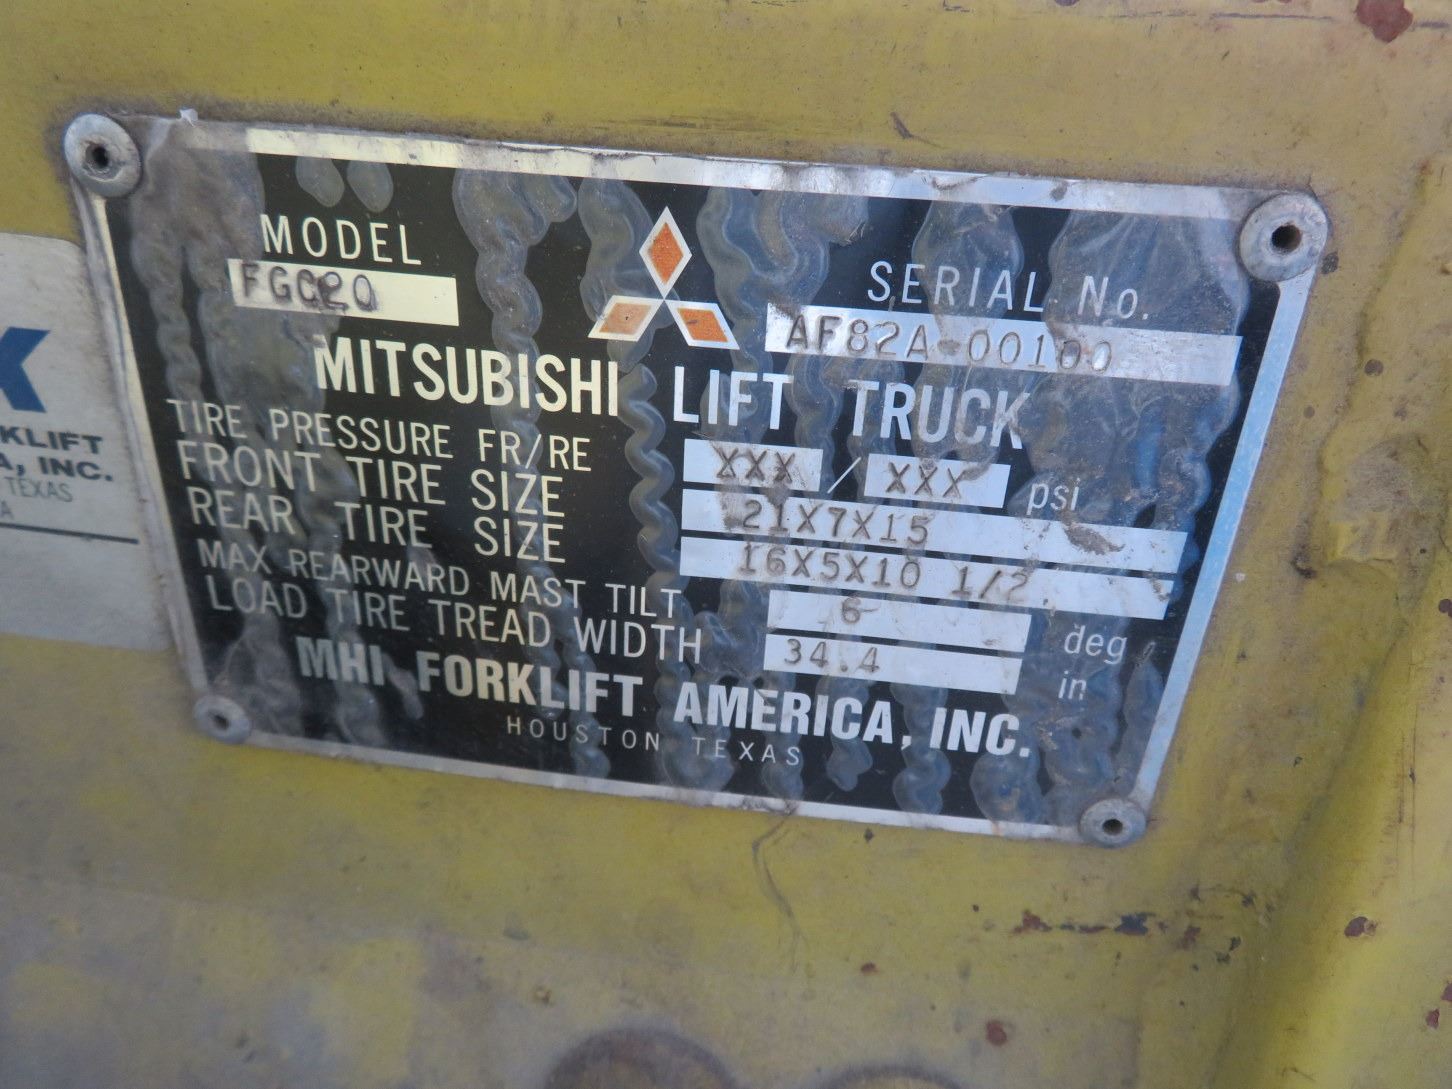 MODEL
FGC20
SERIAL No.
AF82A-00100
MITSUBISHI LIFT TRUCK
TIRE PRESSURE FR/RE XXX / XXX psi
FRONT TIRE SIZE 21X7X15
REAR TIRE SIZE 16X5X10 1/2
MAX REARWARD MAST TILT 6 deg
LOAD TIRE TREAD WIDTH 34.4 in
MHI FORKLIFT AMERICA, INC.
HOUSTON TEXAS
KLIFT
A, INC.
TEXAS